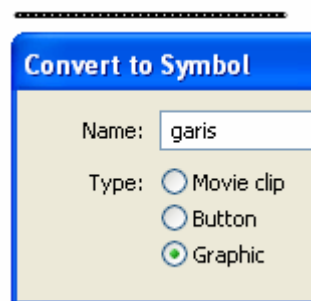 Convert to Symbol
Name: garis
Type: Movie clip
Button
Graphic